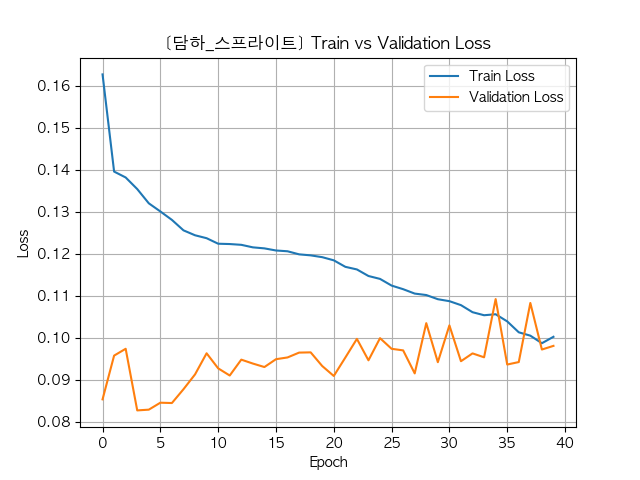 [담하_스프라이트] Train vs Validation Loss
Train Loss
Validation Loss
0.16
0.15
0.14
0.13
0.12
0.11
0.10
0.09
0.08
Loss
0 5 10 15 20 25 30 35 40
Epoch